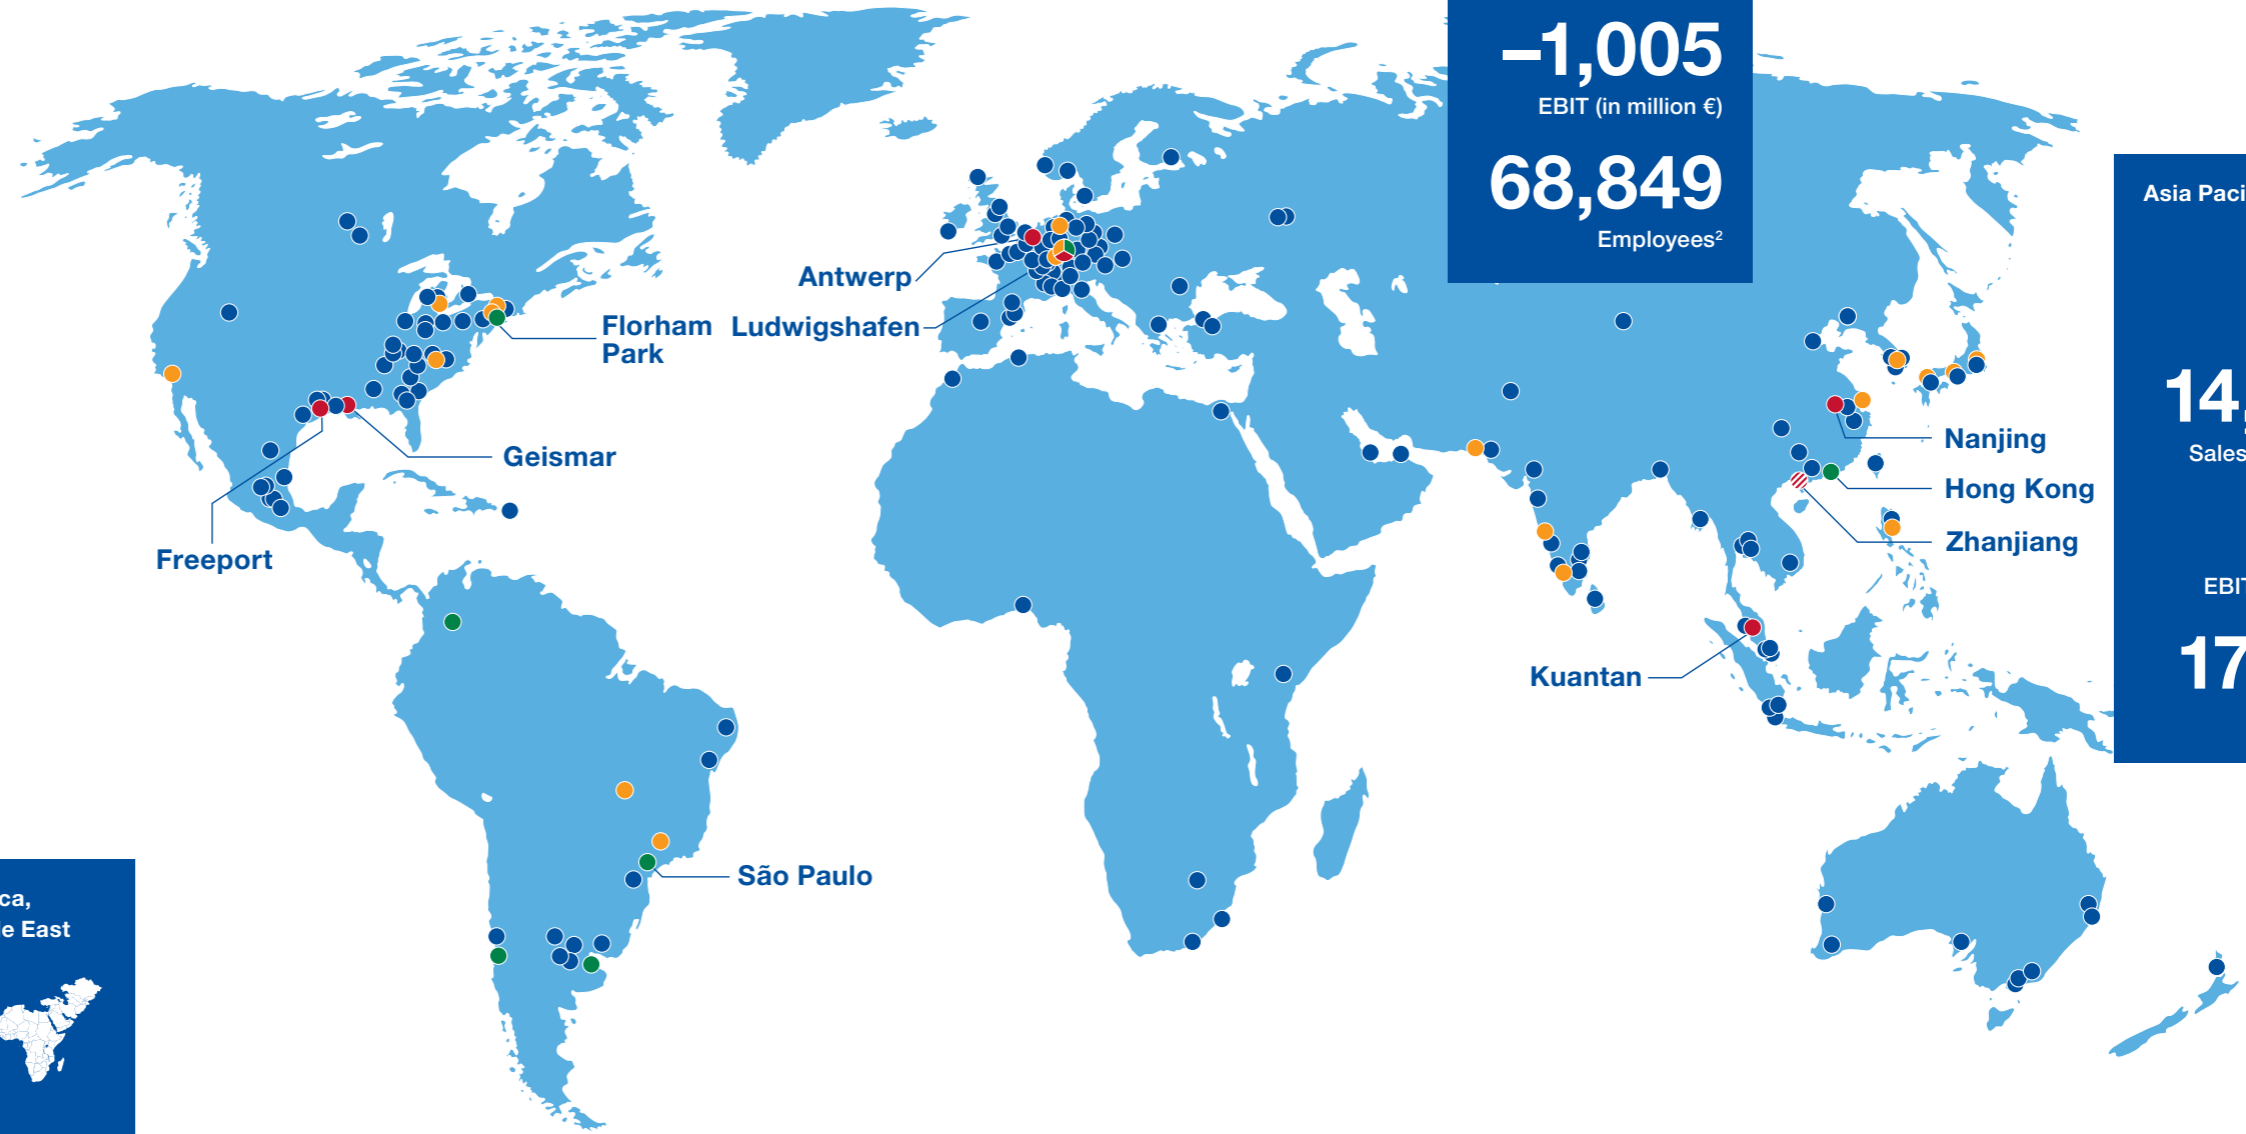 –1,005
EBIT (in million €)
68,849
Employees²
Asia Paci
14,
Sales
EBIT
17
Antwerp
Ludwigshafen
Florham
Park
Geismar
Freeport
São Paulo
Nanjing
Hong Kong
Zhanjiang
Kuantan
ca,
e East